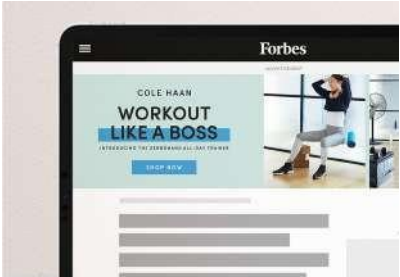 Forbes
ADVERTISEMENT
COLE HAAN
WORKOUT
LIKE A BOSS
INTRODUCING THE ZERØGRAND ALL-DAY TRAINER
SHOP NOW